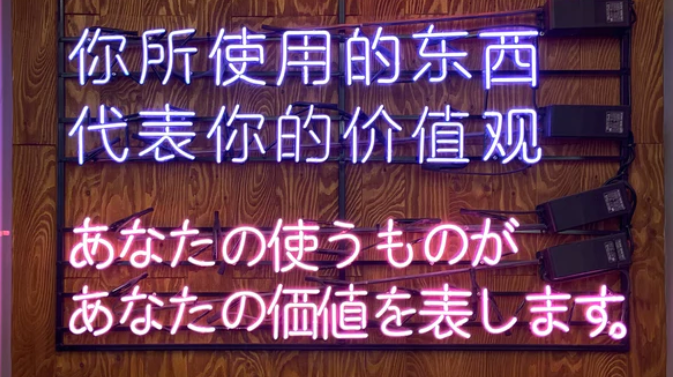 你所使用的东西
代表你的价值观
あなたの使うものが
あなたの価値を表します。